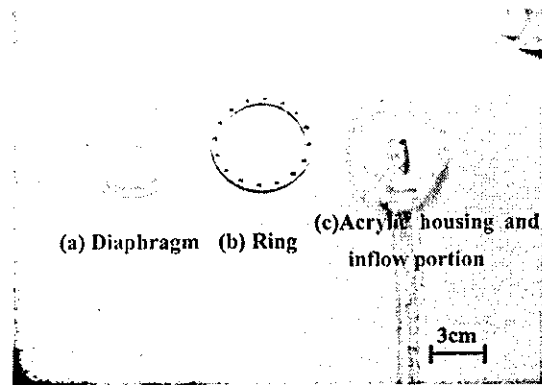 (a) Diaphragm (b) Ring (c)Acrylic housing and
inflow portion
3cm